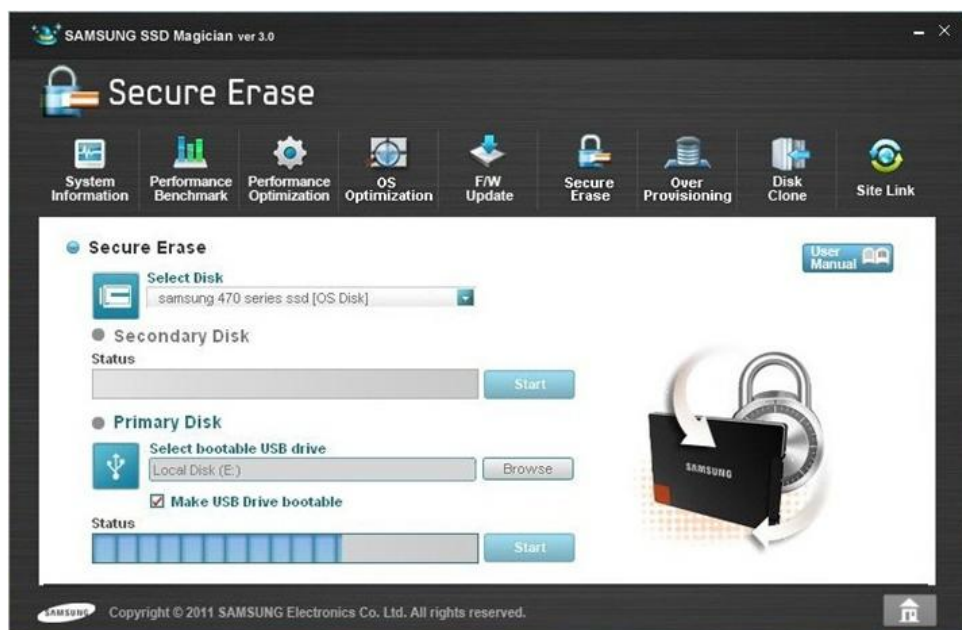 SAMSUNG SSD Magician ver 3.0
Secure Erase
System Information
Performance Benchmark
Performance Optimization
OS Optimization
F/W Update
Secure Erase
Over Provisioning
Disk Clone
Site Link
Secure Erase
User Manual
Select Disk
samsung 470 series ssd [OS Disk]
Secondary Disk
Status
Start
Primary Disk
Select bootable USB drive
Local Disk (E:)
Browse
Make USB Drive bootable
Status
Start
SAMSUNG
SAMSUNG
Copyright © 2011 SAMSUNG Electronics Co. Ltd. All rights reserved.